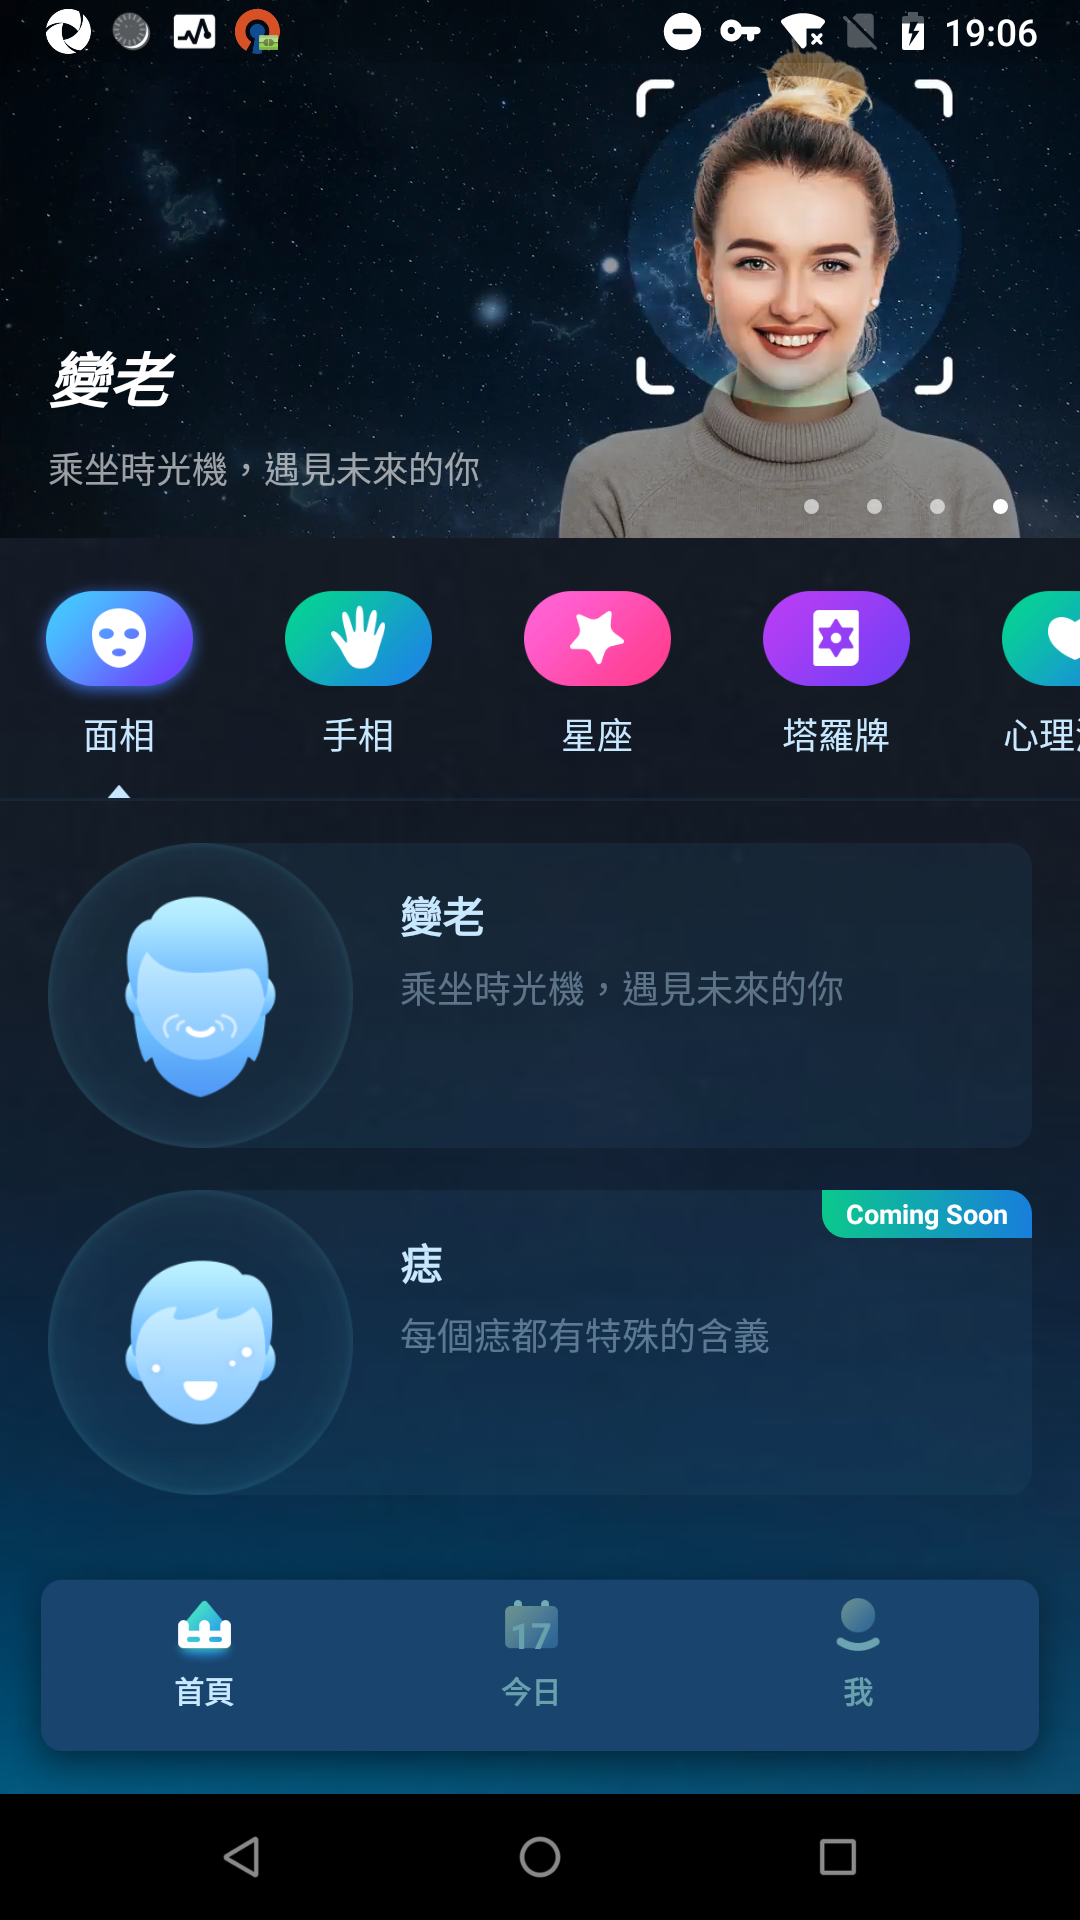 19:06
變老
乘坐時光機，遇見未來的你
面相
手相
星座
塔羅牌
心理
變老
乘坐時光機，遇見未來的你
Coming Soon
痣
每個痣都有特殊的含義
17
首頁
今日
我